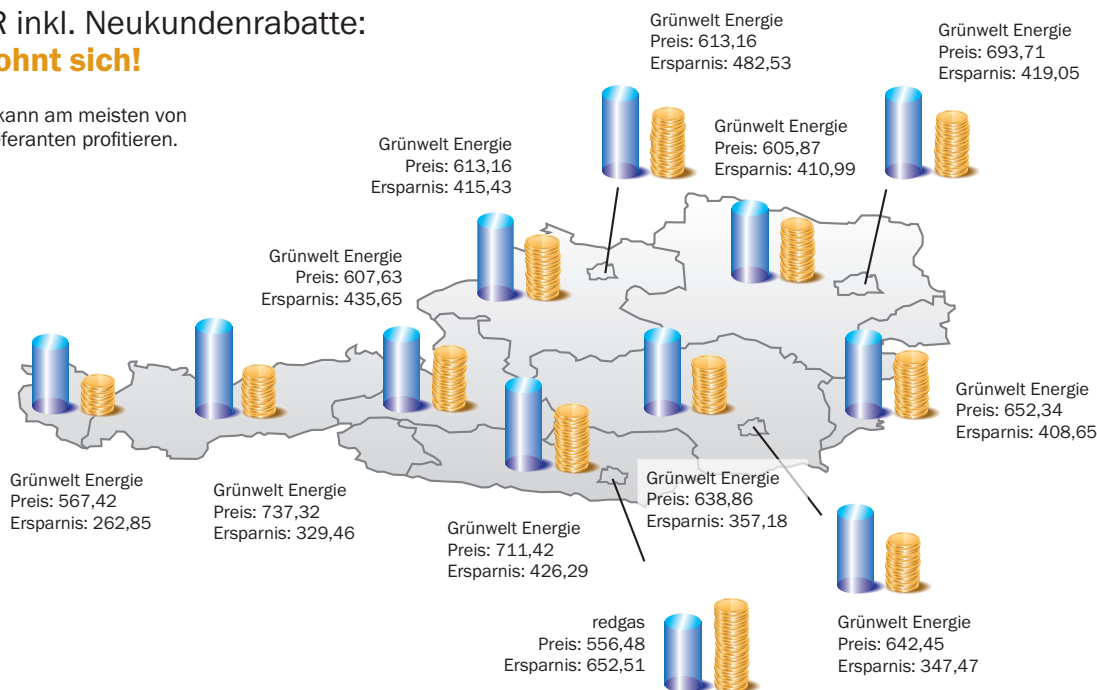 inkl. Neukundenrabatte:
sich!
kann am meisten von
profitieren.
Grünwelt Energie
Preis: 613,16
Ersparnis: 482,53
Grünwelt Energie
Preis: 693,71
Ersparnis: 419,05
Grünwelt Energie
Preis: 605,87
Ersparnis: 410,99
Grünwelt Energie
Preis: 613,16
Ersparnis: 415,43
Grünwelt Energie
Preis: 607,63
Ersparnis: 435,65
Grünwelt Energie
Preis: 652,34
Ersparnis: 408,65
Grünwelt Energie
Preis: 567,42
Ersparnis: 262,85
Grünwelt Energie
Preis: 737,32
Ersparnis: 329,46
Grünwelt Energie
Preis: 711,42
Ersparnis: 426,29
Grünwelt Energie
Preis: 638,86
Ersparnis: 357,18
redgas
Preis: 556,48
Ersparnis: 652,51
Grünwelt Energie
Preis: 642,45
Ersparnis: 347,47